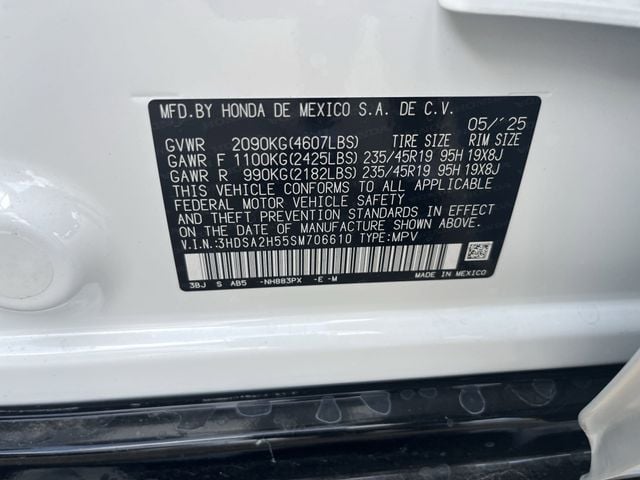 MFD.BY HONDA DE MEXICO S.A. DE C.V.
05/'25
GVWR 2090KG(4607LBS) TIRE SIZE RIM SIZE
GAWR F 1100KG(2425LBS) 235/45R19 95H 19X8J
GAWR R 990KG(2182LBS) 235/45R19 95H 19X8J
THIS VEHICLE CONFORMS TO ALL APPLICABLE
FEDERAL MOTOR VEHICLE SAFETY
AND THEFT PREVENTION STANDARDS IN EFFECT
ON THE DATE OF MANUFACTURE SHOWN ABOVE.
V.I.N:3HDSA2H55SM706610 TYPE:MPV
3BJ S AB5 -NH883PX -E -M MADE IN MEXICO